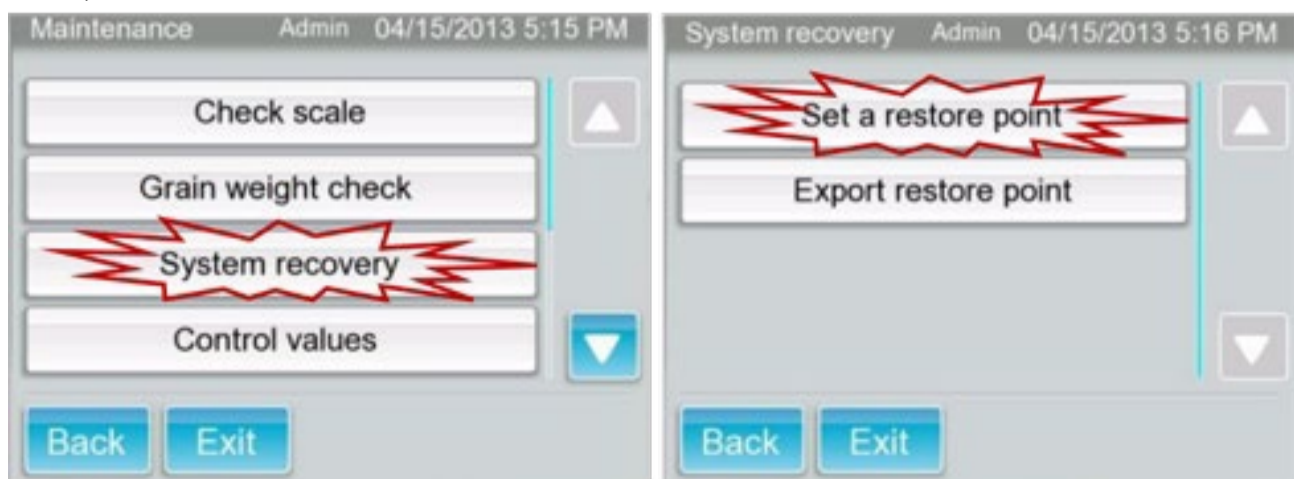 Maintenance Admin 04/15/2013 5:15 PM
Check scale
Grain weight check
System recovery
Control values
Back Exit
System recovery Admin 04/15/2013 5:16 PM
Set a restore point
Export restore point
Back Exit